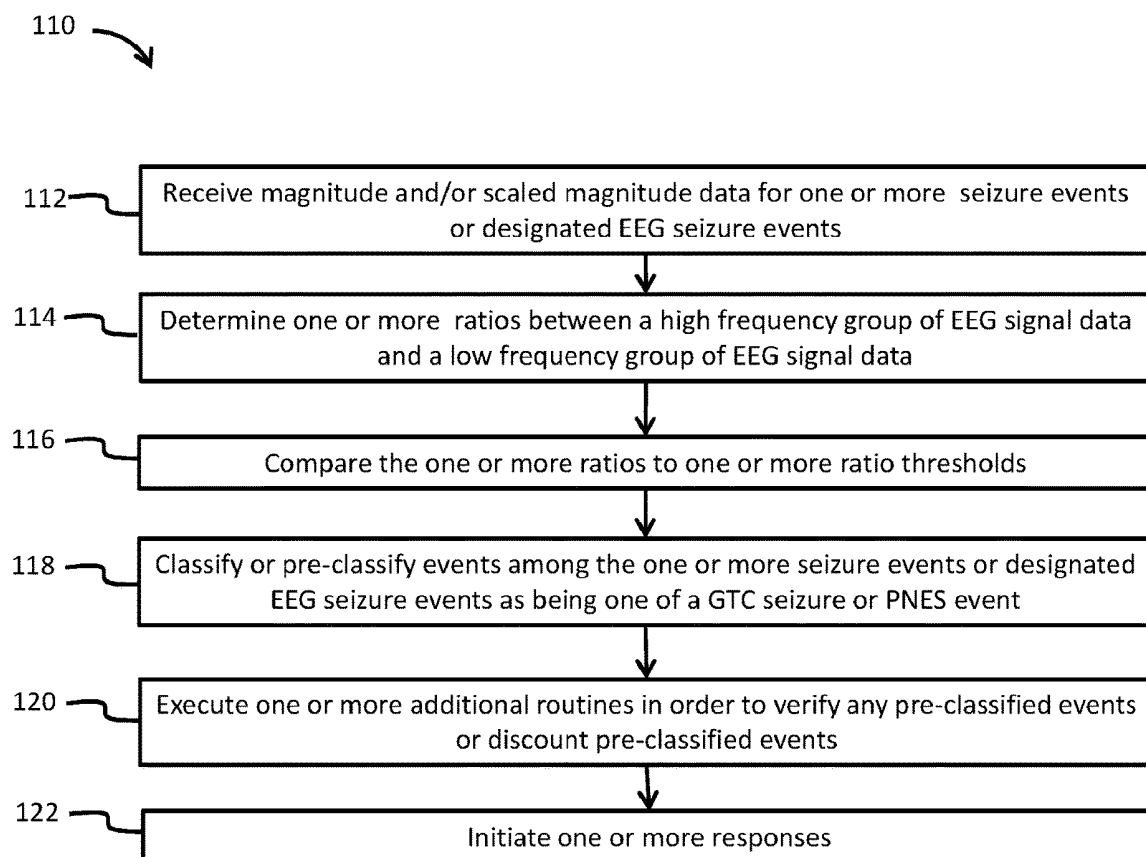 110
112
Receive magnitude and/or scaled magnitude data for one or more seizure events
or designated EEG seizure events
114
Determine one or more ratios between a high frequency group of EEG signal data
and a low frequency group of EEG signal data
116
Compare the one or more ratios to one or more ratio thresholds
118
Classify or pre-classify events among the one or more seizure events or designated
EEG seizure events as being one of a GTC seizure or PNES event
120
Execute one or more additional routines in order to verify any pre-classified events
or discount pre-classified events
122
Initiate one or more responses